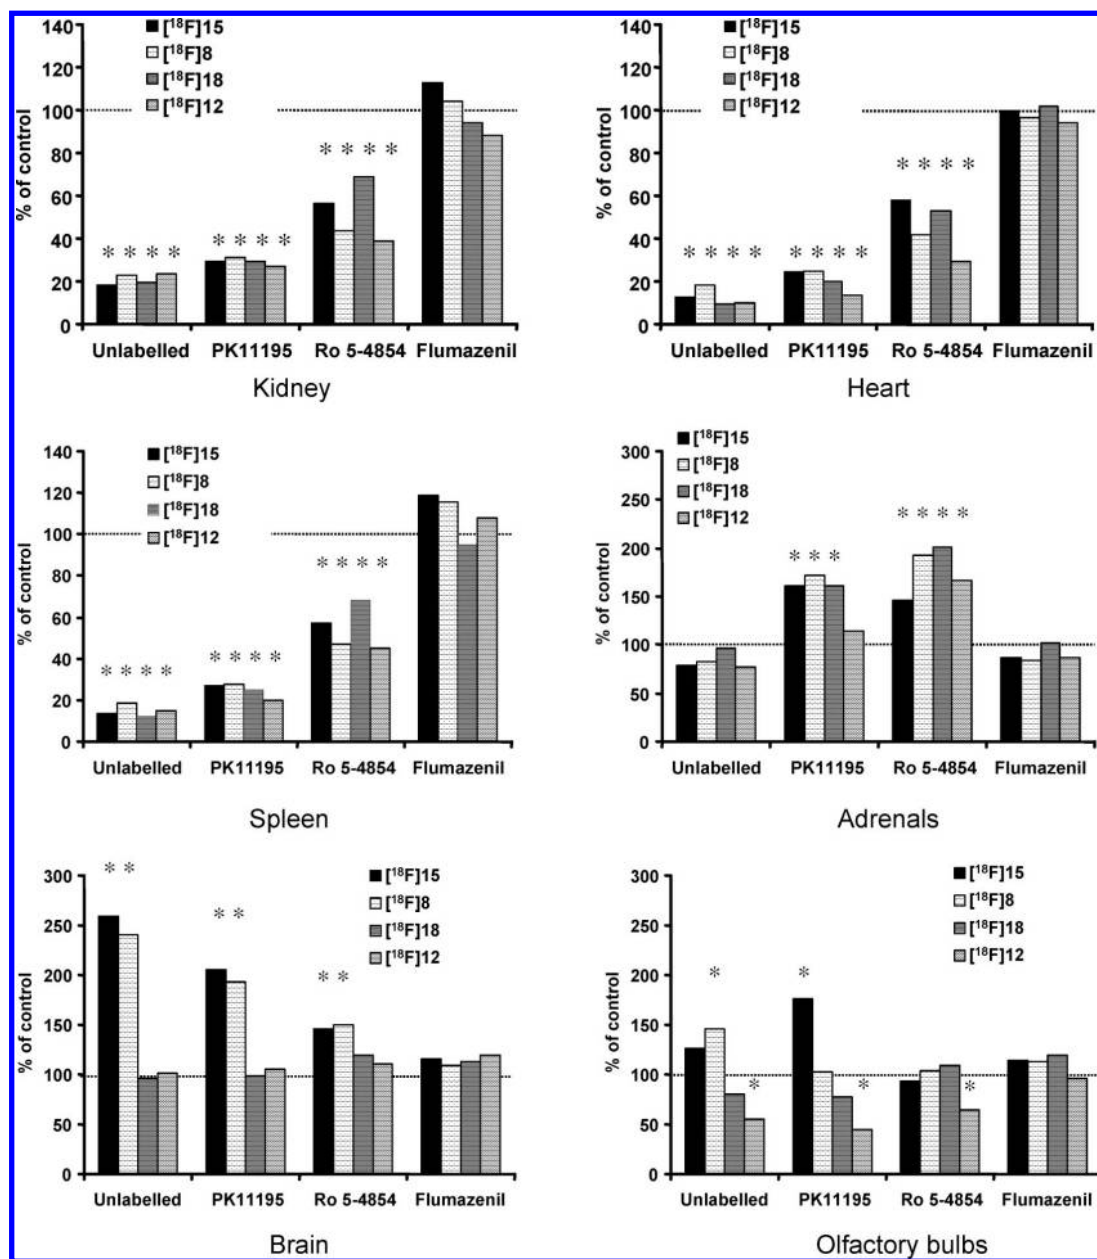 140
120
100
80
60
40
20
0
% of control
[18F]15
[18F]8
[18F]18
[18F]12
* * * *
* * * *
* * * *
Unlabelled PK11195 Ro 5-4854 Flumazenil
Kidney
140
120
100
80
60
40
20
0
% of control
[18F]15
[18F]8
[18F]18
[18F]12
* * * *
* * * *
* * * *
Unlabelled PK11195 Ro 5-4854 Flumazenil
Heart
140
120
100
80
60
40
20
0
% of control
[18F]15
[18F]8
[18F]18
[18F]12
* * * *
* * * *
* * * *
Unlabelled PK11195 Ro 5-4854 Flumazenil
Spleen
300
250
200
150
100
50
0
% of control
[18F]15
[18F]8
[18F]18
[18F]12
* * *
* * * *
Unlabelled PK11195 Ro 5-4854 Flumazenil
Adrenals
300
250
200
150
100
50
0
% of control
[18F]15
[18F]8
[18F]18
[18F]12
* *
* *
* *
Unlabelled PK11195 Ro 5-4854 Flumazenil
Brain
300
250
200
150
100
50
0
% of control
[18F]15
[18F]8
[18F]18
[18F]12
* *
* * *
Unlabelled PK11195 Ro 5-4854 Flumazenil
Olfactory bulbs